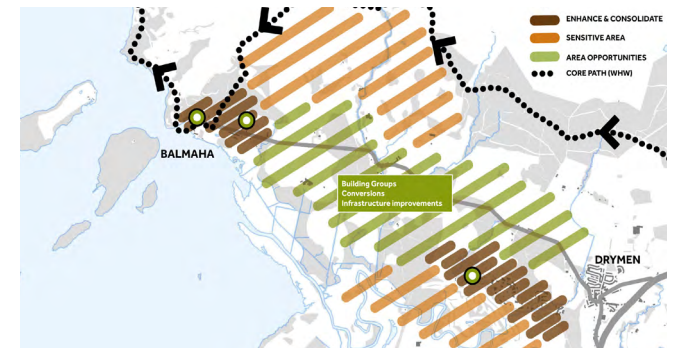 ENHANCE & CONSOLIDATE
SENSITIVE AREA
AREA OPPORTUNITIES
CORE PATH (WHW)
BALMAHA
Building Groups
Conversions
Infrastructure improvements
DRYMEN